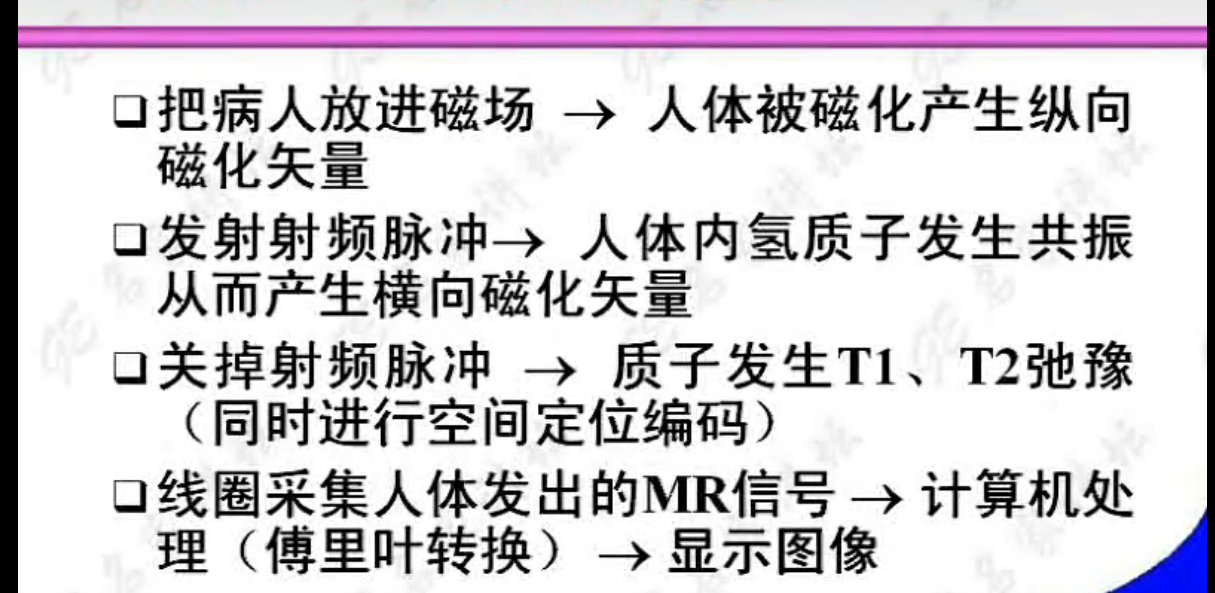 □把病人放进磁场 → 人体被磁化产生纵向
磁化矢量
□发射射频脉冲→ 人体内氢质子发生共振
从而产生横向磁化矢量
□关掉射频脉冲 → 质子发生T1、T2弛豫
（同时进行空间定位编码）
□线圈采集人体发出的MR信号 → 计算机处
理（傅里叶转换）→ 显示图像